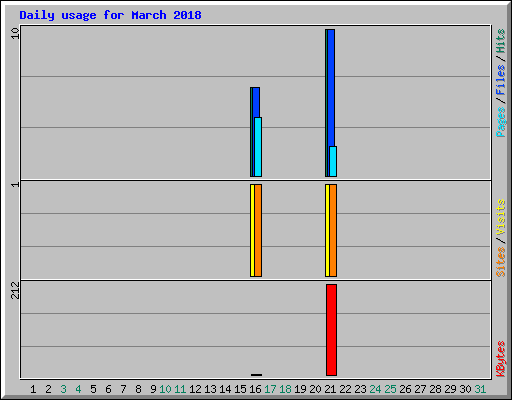 Daily usage for March 2018
10
Pages / Files / Hits
1
Sites / Visits
212
KBytes
1 2 3 4 5 6 7 8 9 10 11 12 13 14 15 16 17 18 19 20 21 22 23 24 25 26 27 28 29 30 31